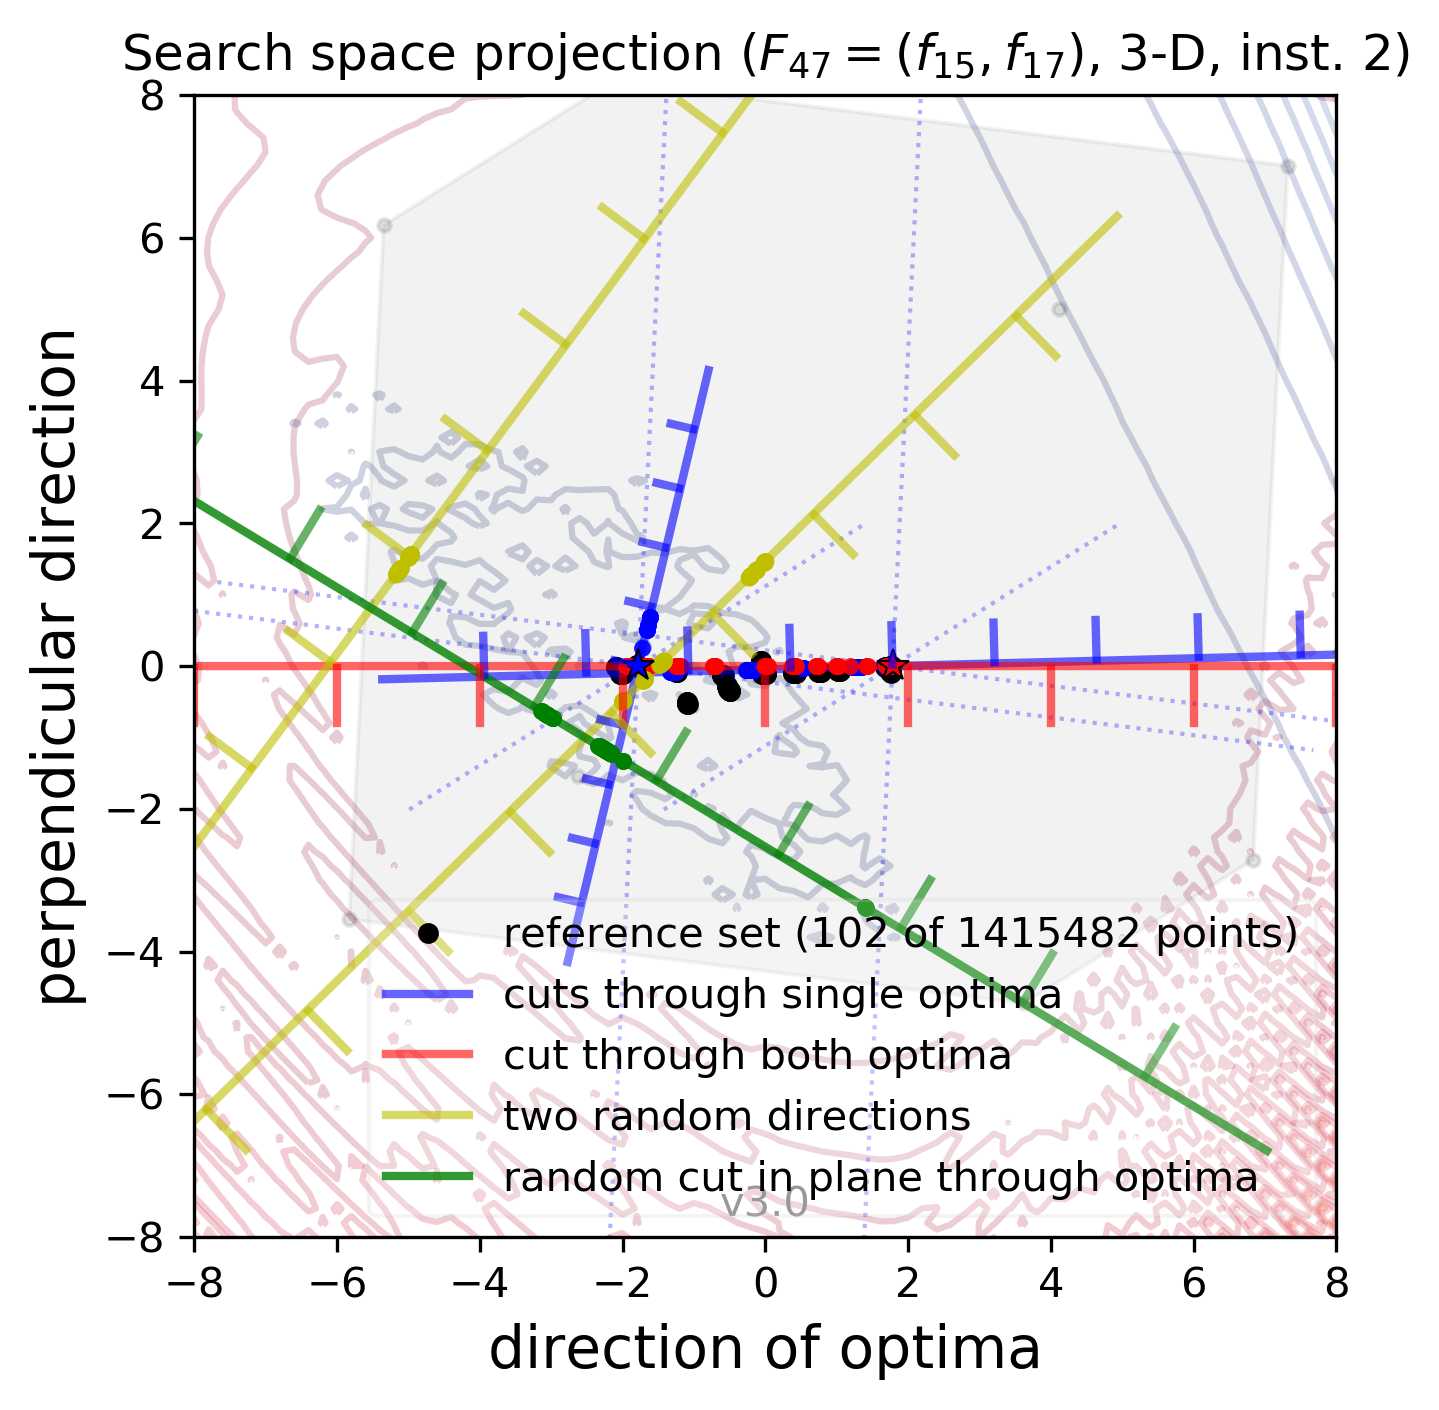 Search space projection (F₄₇ = (f₁₅, f₁₇), 3-D, inst. 2)
8
6
4
2
0
−2
−4
−6
−8
perpendicular direction
reference set (102 of 1415482 points)
cuts through single optima
cut through both optima
two random directions
random cut in plane through optima
v3.0
−8 −6 −4 −2 0 2 4 6 8
direction of optima